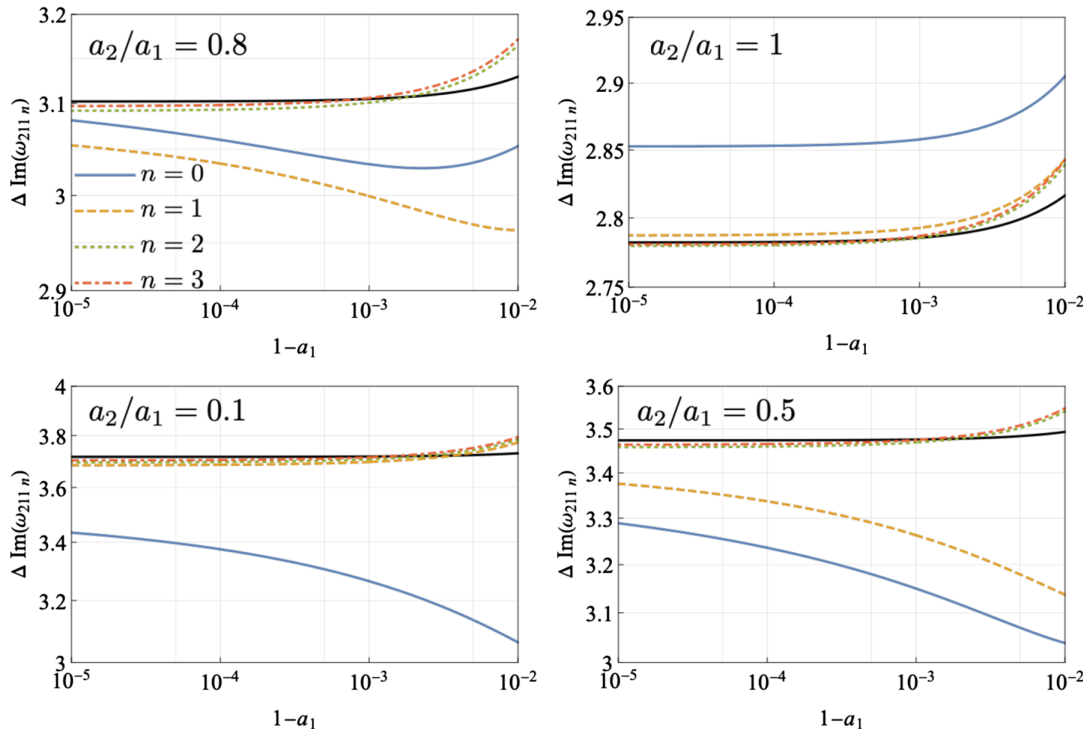 a₂/a₁ = 0.8
3.2
3.1
3
2.9
Δ Im(ω₂₁₁ ₙ)
n = 0
n = 1
n = 2
n = 3
10⁻⁵
10⁻⁴
10⁻³
10⁻²
1−a₁
a₂/a₁ = 1
2.95
2.9
2.85
2.8
2.75
Δ Im(ω₂₁₁ ₙ)
10⁻⁵
10⁻⁴
10⁻³
10⁻²
1−a₁
a₂/a₁ = 0.1
4
3.8
3.6
3.4
3.2
3
Δ Im(ω₂₁₁ ₙ)
10⁻⁵
10⁻⁴
10⁻³
10⁻²
1−a₁
a₂/a₁ = 0.5
3.6
3.5
3.4
3.3
3.2
3.1
3
Δ Im(ω₂₁₁ ₙ)
10⁻⁵
10⁻⁴
10⁻³
10⁻²
1−a₁